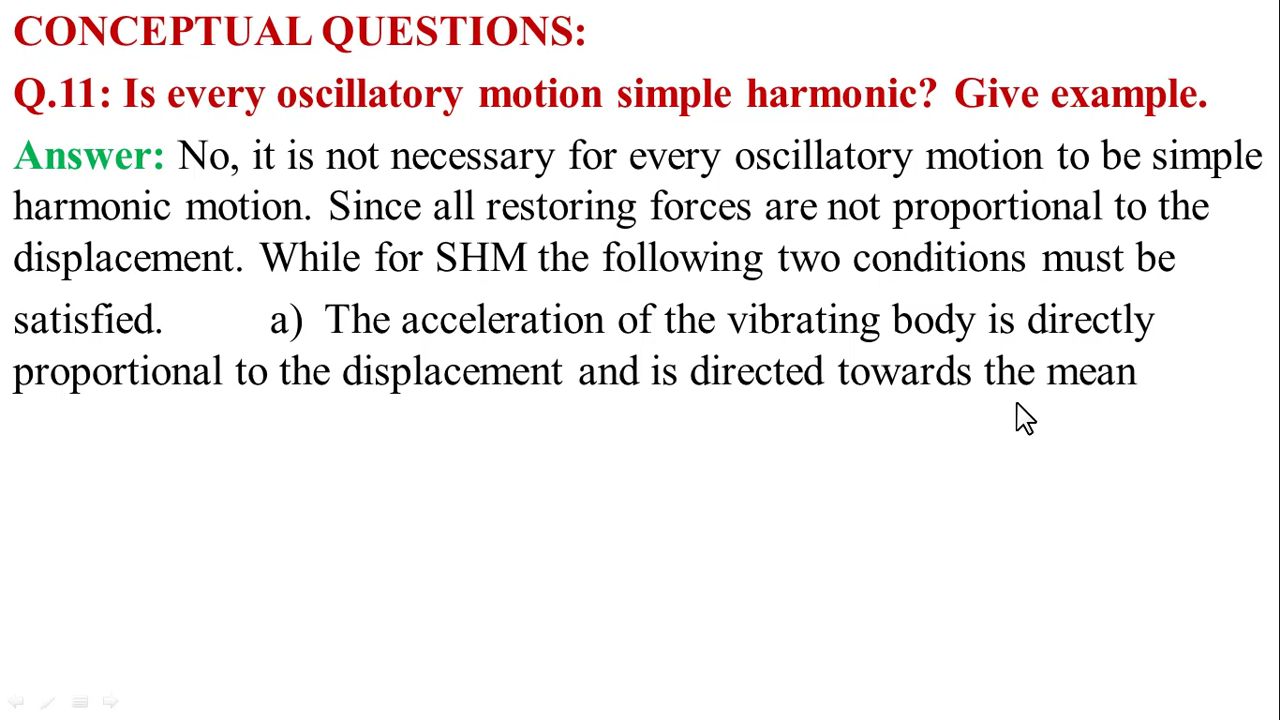 CONCEPTUAL QUESTIONS:
Q.11: Is every oscillatory motion simple harmonic? Give example.
Answer: No, it is not necessary for every oscillatory motion to be simple
harmonic motion. Since all restoring forces are not proportional to the
displacement. While for SHM the following two conditions must be
satisfied. a) The acceleration of the vibrating body is directly
proportional to the displacement and is directed towards the mean